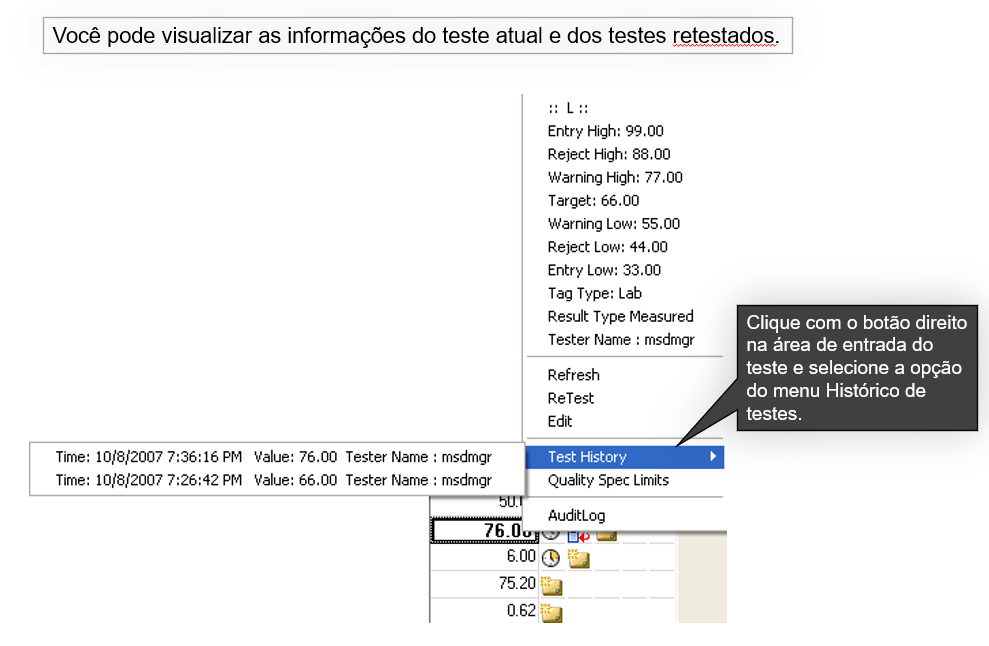 Você pode visualizar as informações do teste atual e dos testes retestados.
:: L ::
Entry High: 99.00
Reject High: 88.00
Warning High: 77.00
Target: 66.00
Warning Low: 55.00
Reject Low: 44.00
Entry Low: 33.00
Tag Type: Lab
Result Type Measured
Tester Name : msdmgr
Clique com o botão direito
na área de entrada do
teste e selecione a opção
do menu Histórico de
testes.
Refresh
ReTest
Edit
Test History
Time: 10/8/2007 7:36:16 PM Value: 76.00 Tester Name : msdmgr
Time: 10/8/2007 7:26:42 PM Value: 66.00 Tester Name : msdmgr
Quality Spec Limits
AuditLog
76.00
6.00
75.20
0.62